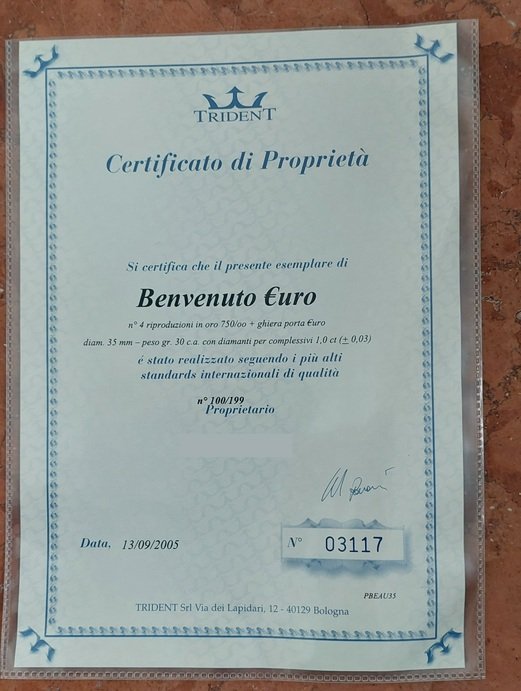 TRIDENT
Certificato di Proprietà
Si certifica che il presente esemplare di
Benvenuto €uro
n° 4 riproduzioni in oro 750/oo + ghiera porta €uro
diam. 35 mm – peso gr. 30 c.a. con diamanti per complessivi 1,0 ct (± 0,03)
é stato realizzato seguendo i più alti
standards internazionali di qualità
n° 100/199
Proprietario
Data, 13/09/2005
N° 03117
PBEAU35
TRIDENT Srl Via dei Lapidari, 12 - 40129 Bologna